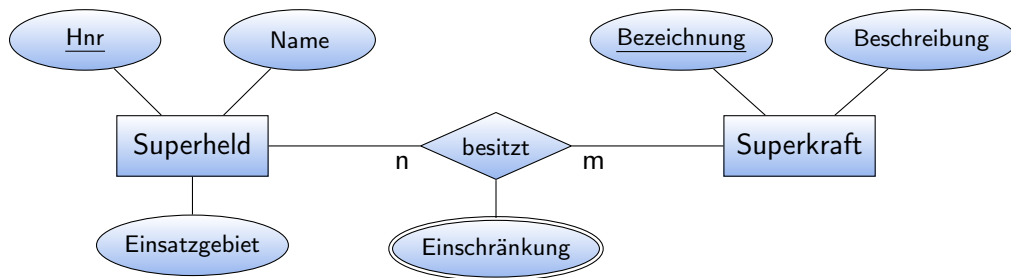 Hnr
Name
Bezeichnung
Beschreibung
Superheld
besitzt
Superkraft
n
m
Einsatzgebiet
Einschränkung